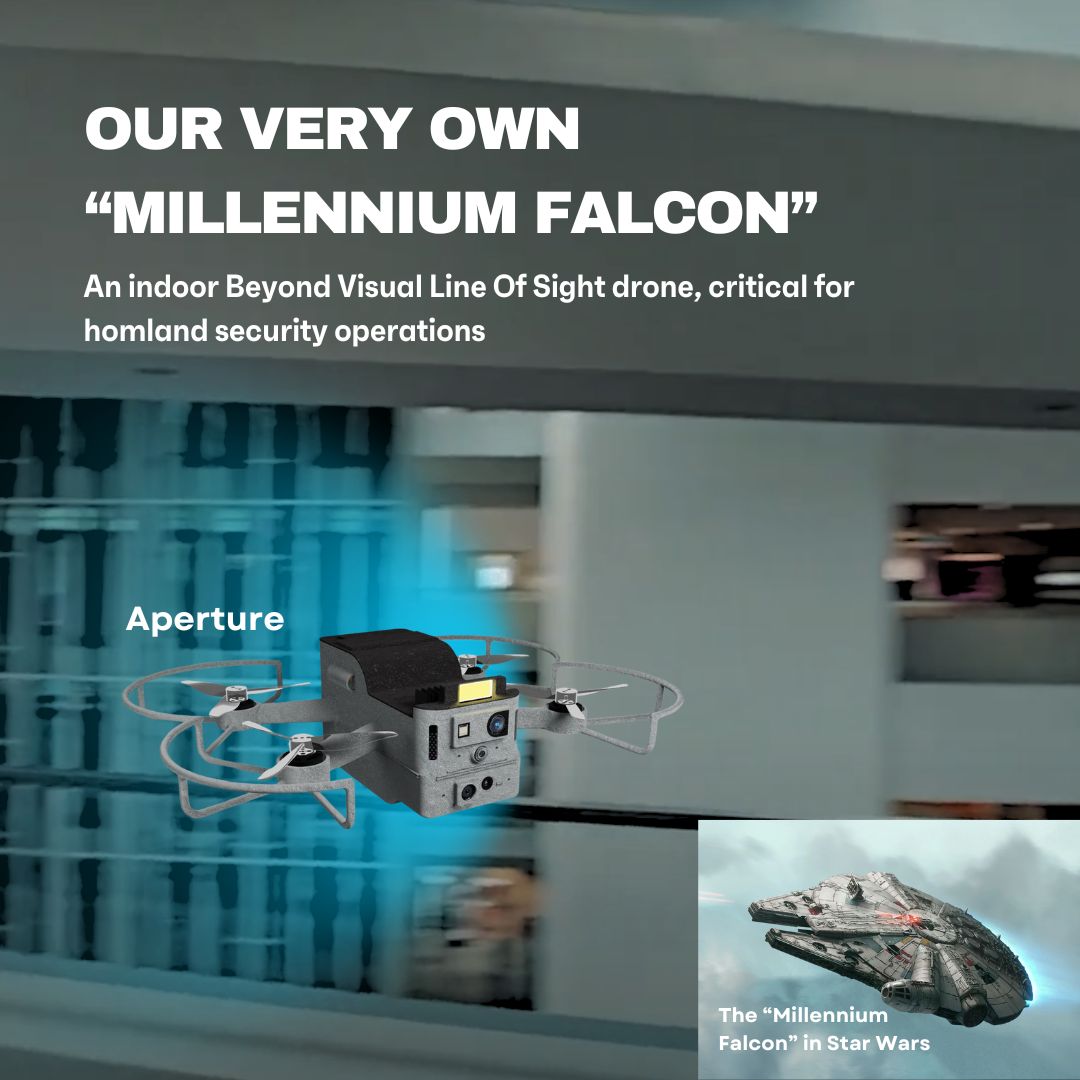 OUR VERY OWN
“MILLENNIUM FALCON”
An indoor Beyond Visual Line Of Sight drone, critical for
homland security operations
Aperture
The “Millennium
Falcon” in Star Wars